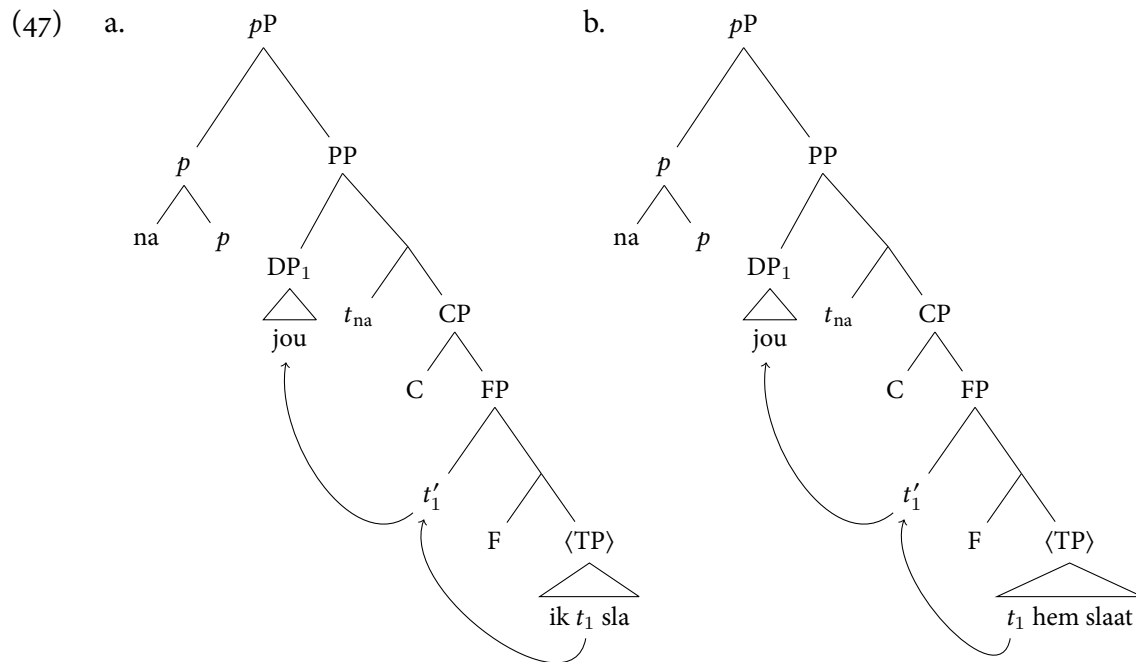 (47) a. pP b. pP
p PP p PP
na p na p
DP₁ DP₁
t_na CP t_na CP
jou jou
C FP C FP
t′₁ t′₁
F ⟨TP⟩ F ⟨TP⟩
ik t₁ sla t₁ hem slaat